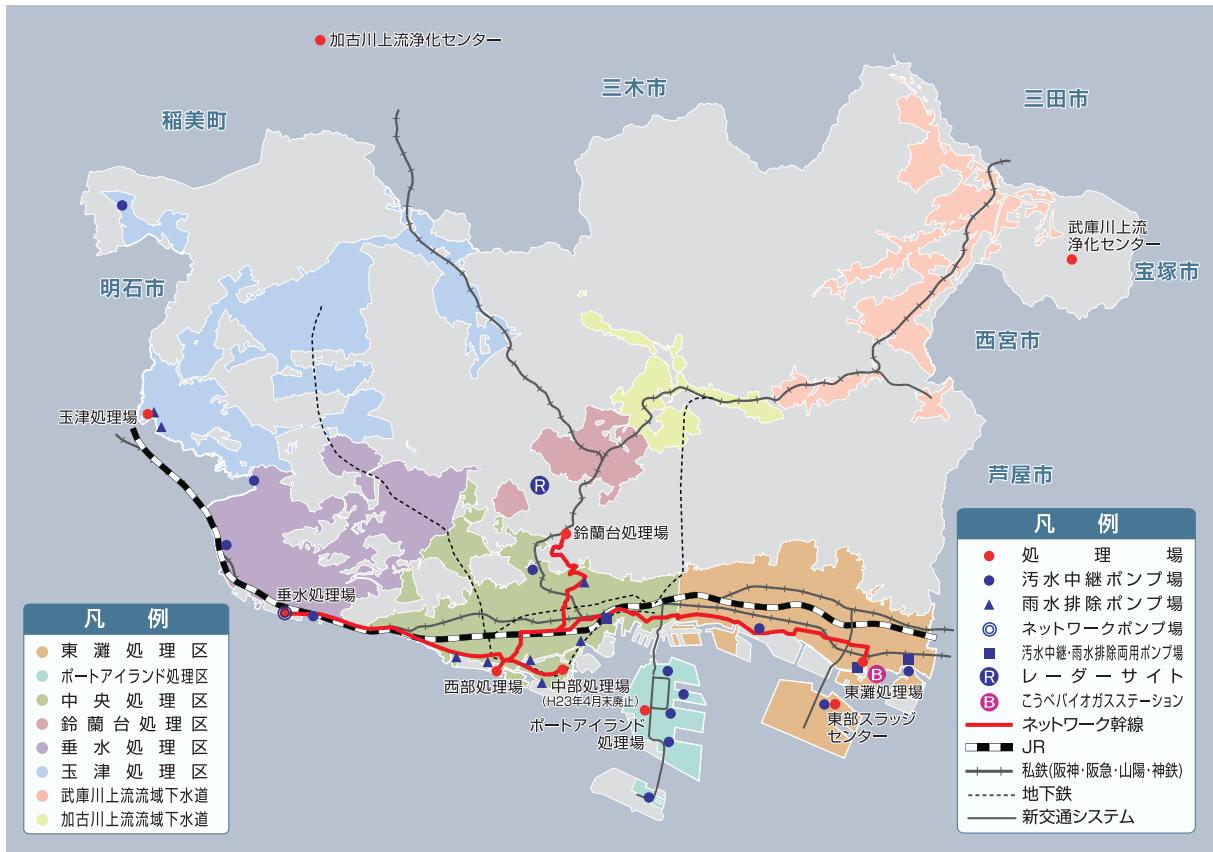 加古川上流浄化センター
三木市
三田市
稲美町
武庫川上流
浄化センター
宝塚市
明石市
西宮市
玉津処理場
芦屋市
R
鈴蘭台処理場
垂水処理場
西部処理場
中部処理場
(H23年4月末廃止)
ポートアイランド
処理場
B
東灘処理場
東部スラッジ
センター
凡例
東灘処理区
ポートアイランド処理区
中央処理区
鈴蘭台処理区
垂水処理区
玉津処理区
武庫川上流流域下水道
加古川上流流域下水道
凡例
処理場
汚水中継ポンプ場
雨水排除ポンプ場
ネットワークポンプ場
汚水中継・雨水排除両用ポンプ場
R レーダーサイト
B こうべバイオガスステーション
ネットワーク幹線
JR
私鉄(阪神・阪急・山陽・神鉄)
地下鉄
新交通システム